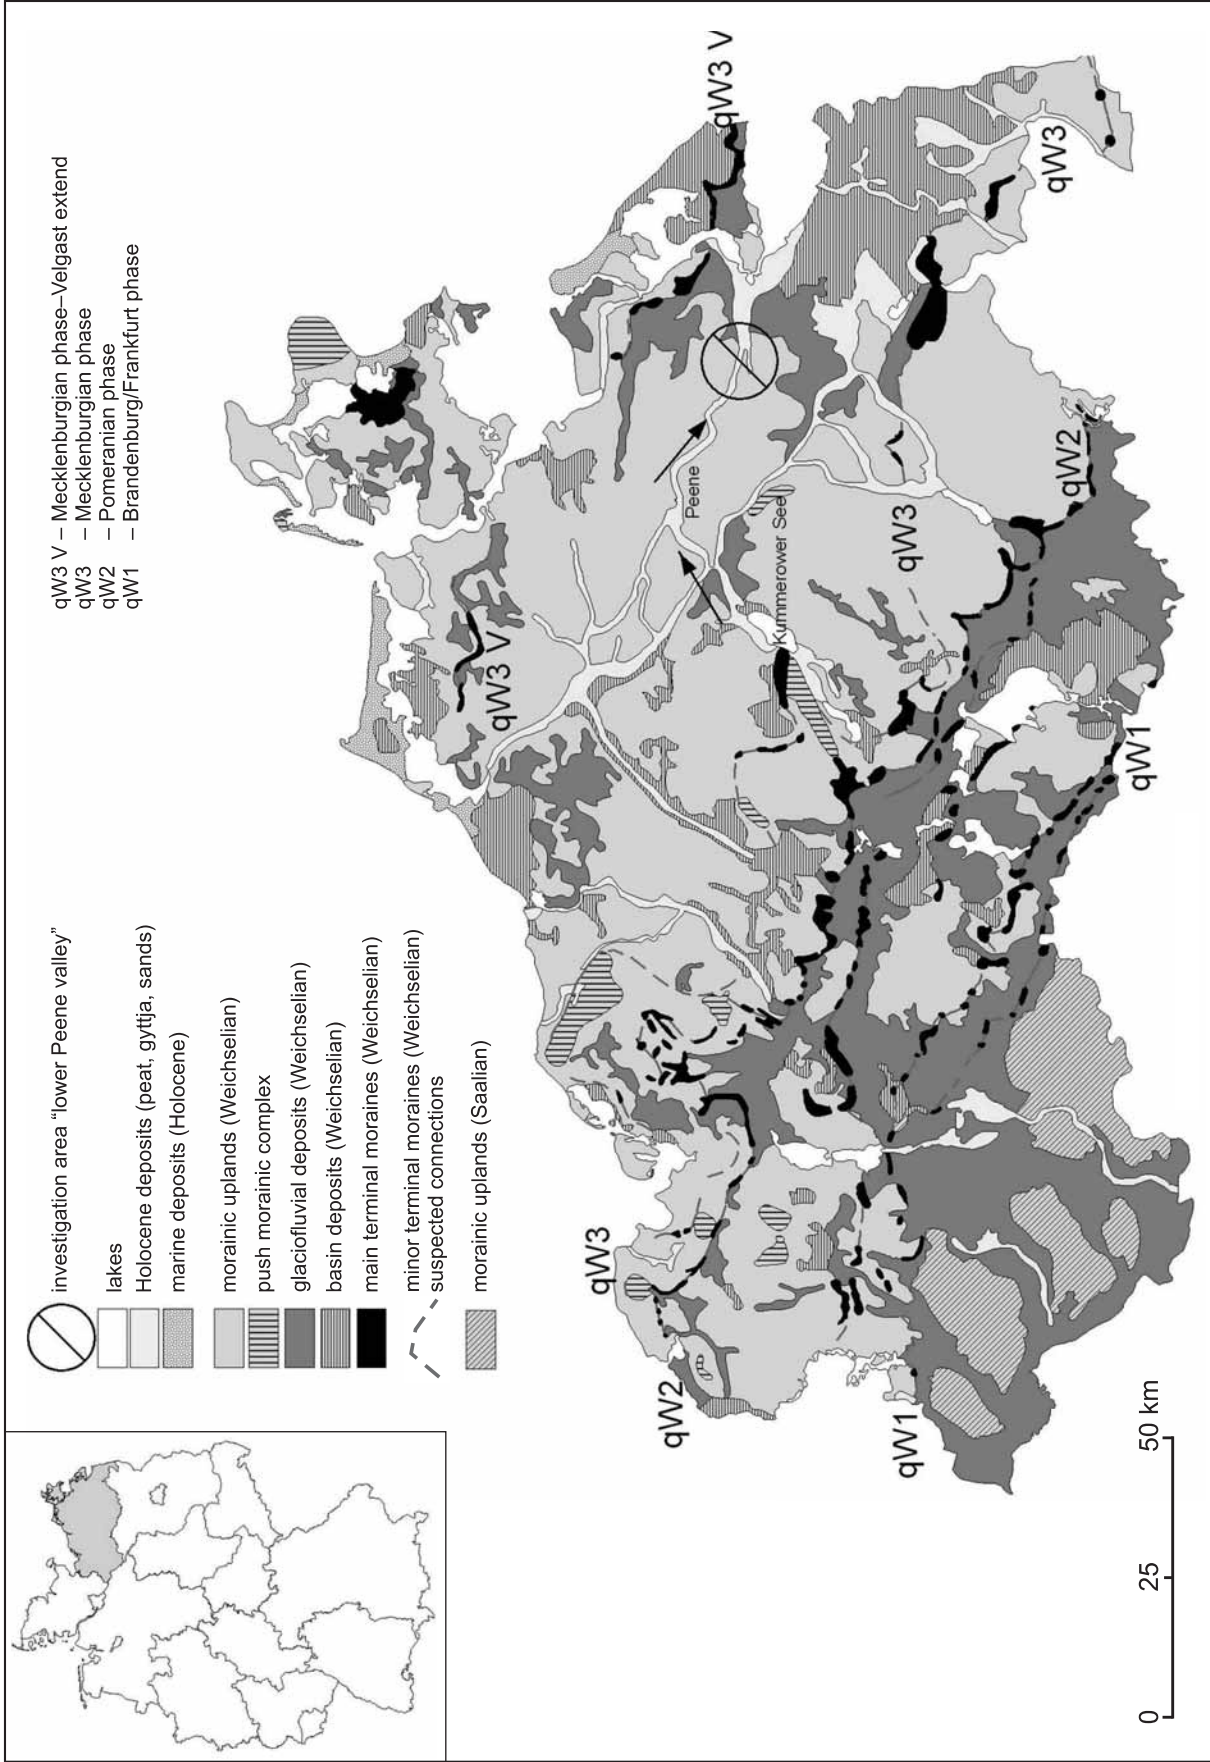 qW3 V – Mecklenburgian phase–Velgast extend
qW3 – Mecklenburgian phase
qW2 – Pomeranian phase
qW1 – Brandenburg/Frankfurt phase
investigation area “lower Peene valley”
lakes
Holocene deposits (peat, gyttja, sands)
marine deposits (Holocene)
morainic uplands (Weichselian)
push morainic complex
glaciofluvial deposits (Weichselian)
basin deposits (Weichselian)
main terminal moraines (Weichselian)
minor terminal moraines (Weichselian)
suspected connections
morainic uplands (Saalian)
qW3 V
qW3 V
qW3
qW3
qW3
qW2
qW2
qW1
qW1
Peene
Kummerower See
0 25 50 km